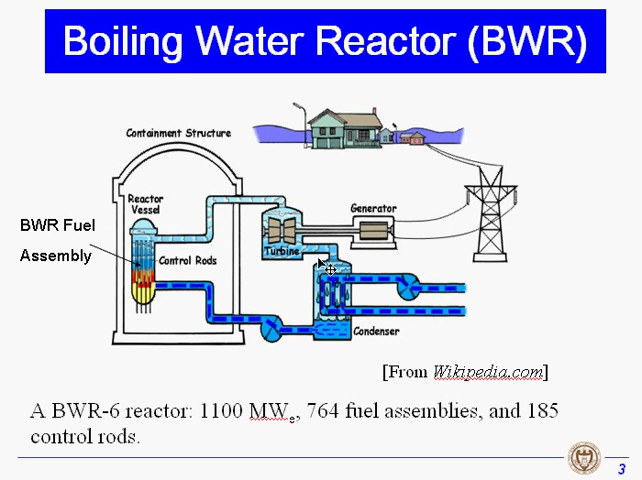 Boiling Water Reactor (BWR)
Containment Structure
Reactor
Vessel
Generator
BWR Fuel
Assembly
Turbine
Control Rods
Condenser
[From Wikipedia.com]
A BWR-6 reactor: 1100 MWe, 764 fuel assemblies, and 185
control rods.
3